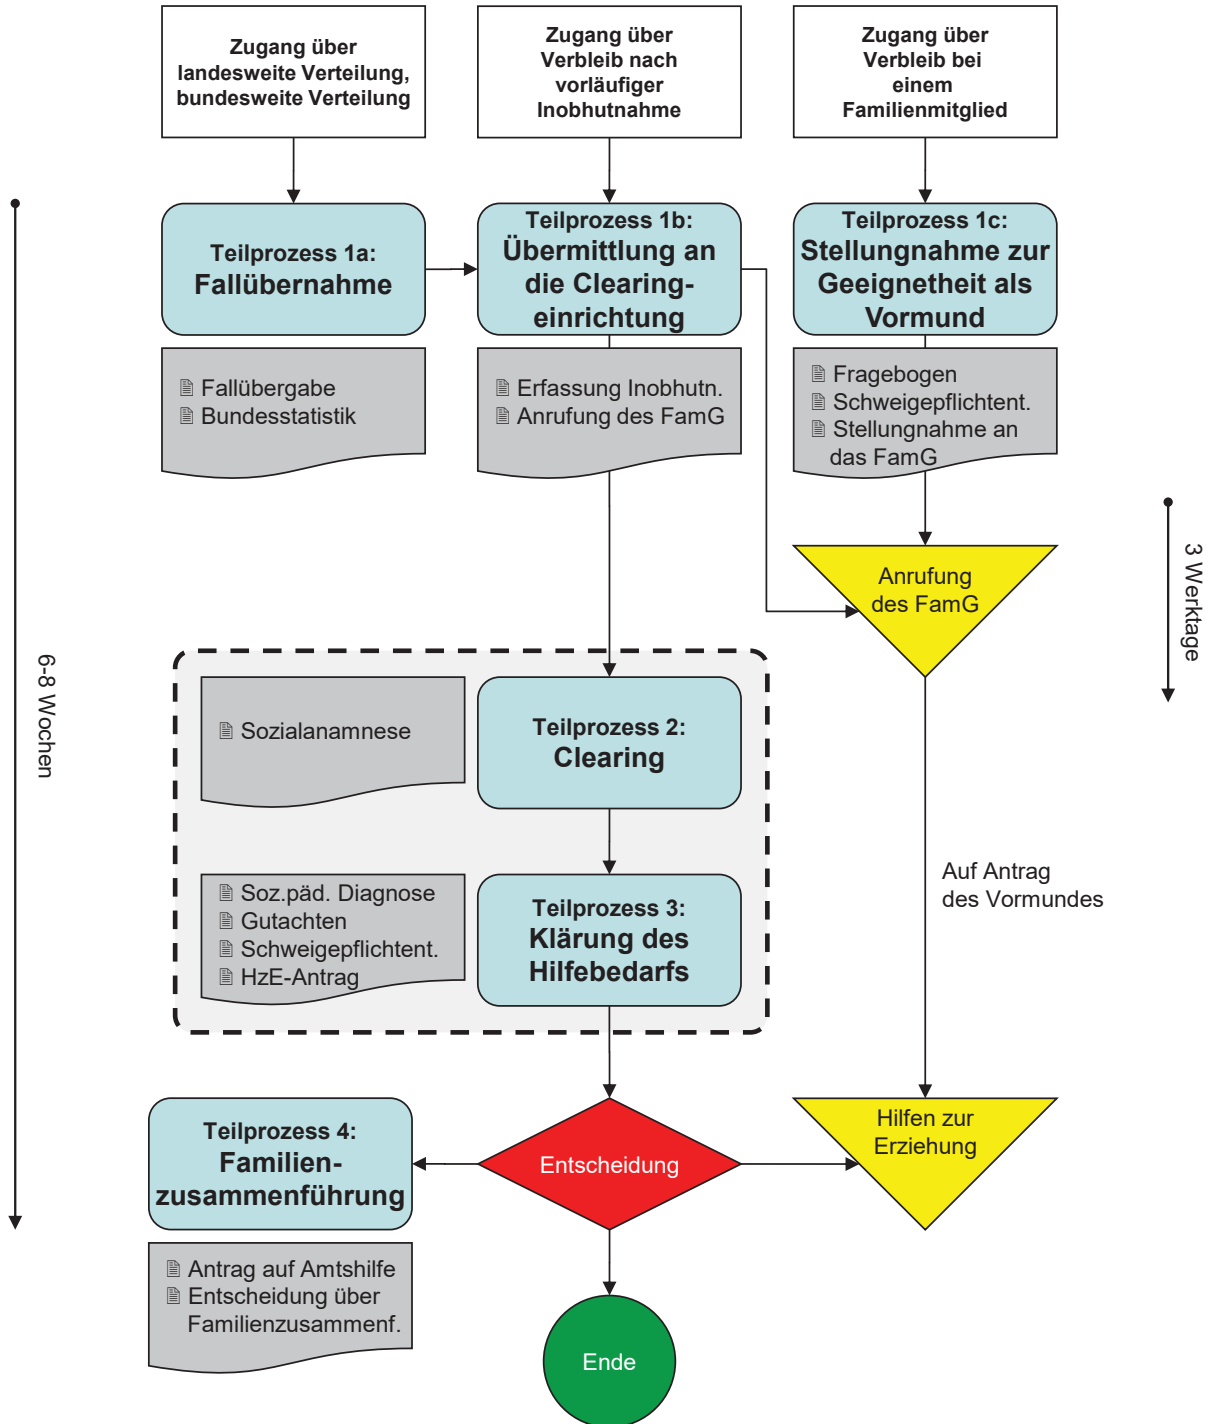 Zugang über
landesweite Verteilung,
bundesweite Verteilung
Zugang über
Verbleib nach
vorläufiger
Inobhutnahme
Zugang über
Verbleib bei
einem
Familienmitglied
Teilprozess 1a:
Fallübernahme
Teilprozess 1b:
Übermittlung an
die Clearing-
einrichtung
Teilprozess 1c:
Stellungnahme zur
Geeignetheit als
Vormund
Fallübergabe
Bundesstatistik
Erfassung Inobhutn.
Anrufung des FamG
Fragebogen
Schweigepflichtent.
Stellungnahme an
das FamG
Anrufung
des FamG
3 Werktage
6-8 Wochen
Sozialanamnese
Teilprozess 2:
Clearing
Soz.päd. Diagnose
Gutachten
Schweigepflichtent.
HzE-Antrag
Teilprozess 3:
Klärung des
Hilfebedarfs
Auf Antrag
des Vormundes
Teilprozess 4:
Familien-
zusammenführung
Entscheidung
Hilfen zur
Erziehung
Antrag auf Amtshilfe
Entscheidung über
Familienzusammenf.
Ende